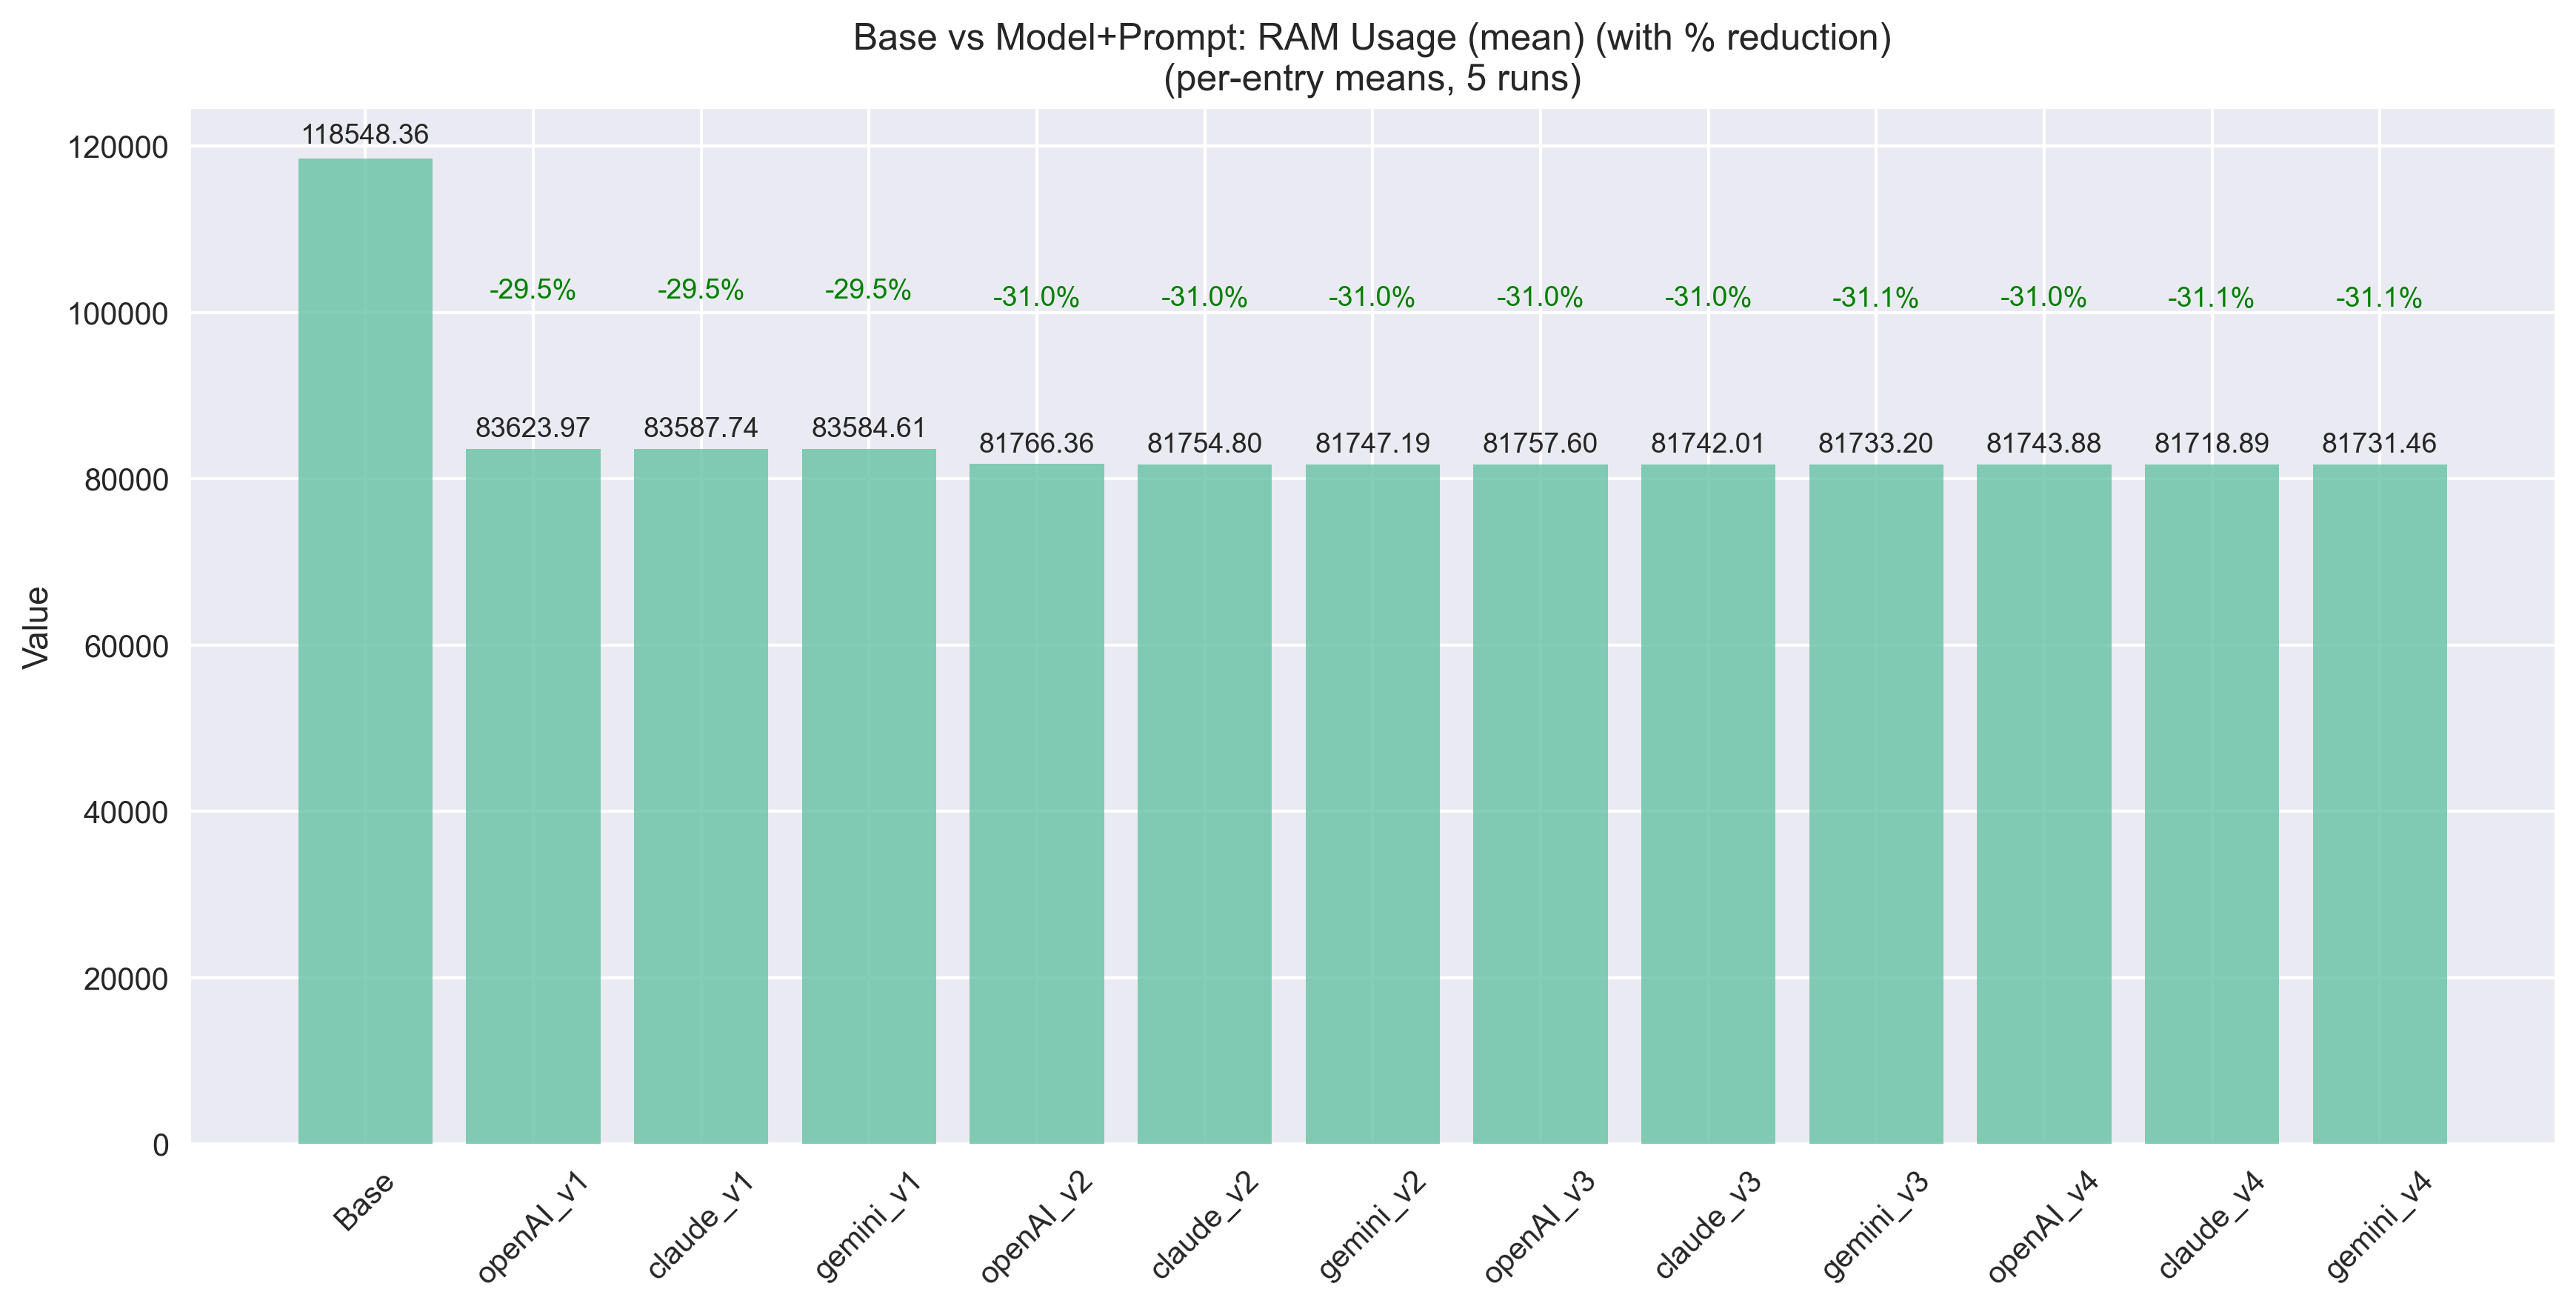 Base vs Model+Prompt: RAM Usage (mean) (with % reduction)
(per-entry means, 5 runs)
Value
120000
100000
80000
60000
40000
20000
0
118548.36
-29.5%
-29.5%
-29.5%
-31.0%
-31.0%
-31.0%
-31.0%
-31.0%
-31.1%
-31.0%
-31.1%
-31.1%
83623.97
83587.74
83584.61
81766.36
81754.80
81747.19
81757.60
81742.01
81733.20
81743.88
81718.89
81731.46
Base
openAI_v1
claude_v1
gemini_v1
openAI_v2
claude_v2
gemini_v2
openAI_v3
claude_v3
gemini_v3
openAI_v4
claude_v4
gemini_v4